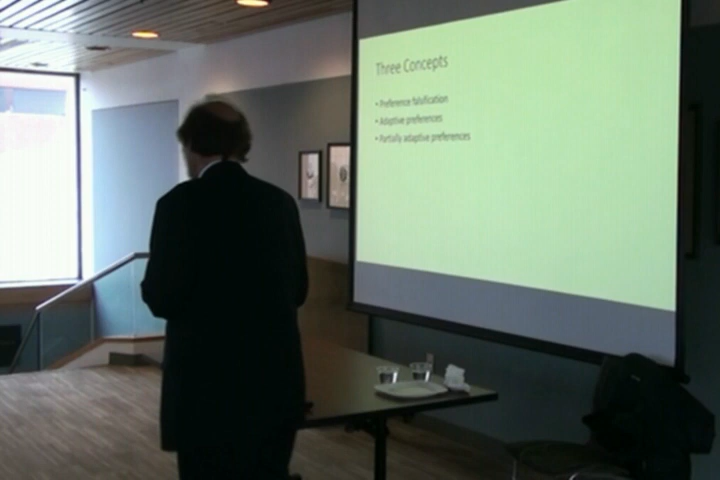 Three Concepts
• Preference falsification
• Adaptive preferences
• Partially adaptive preferences